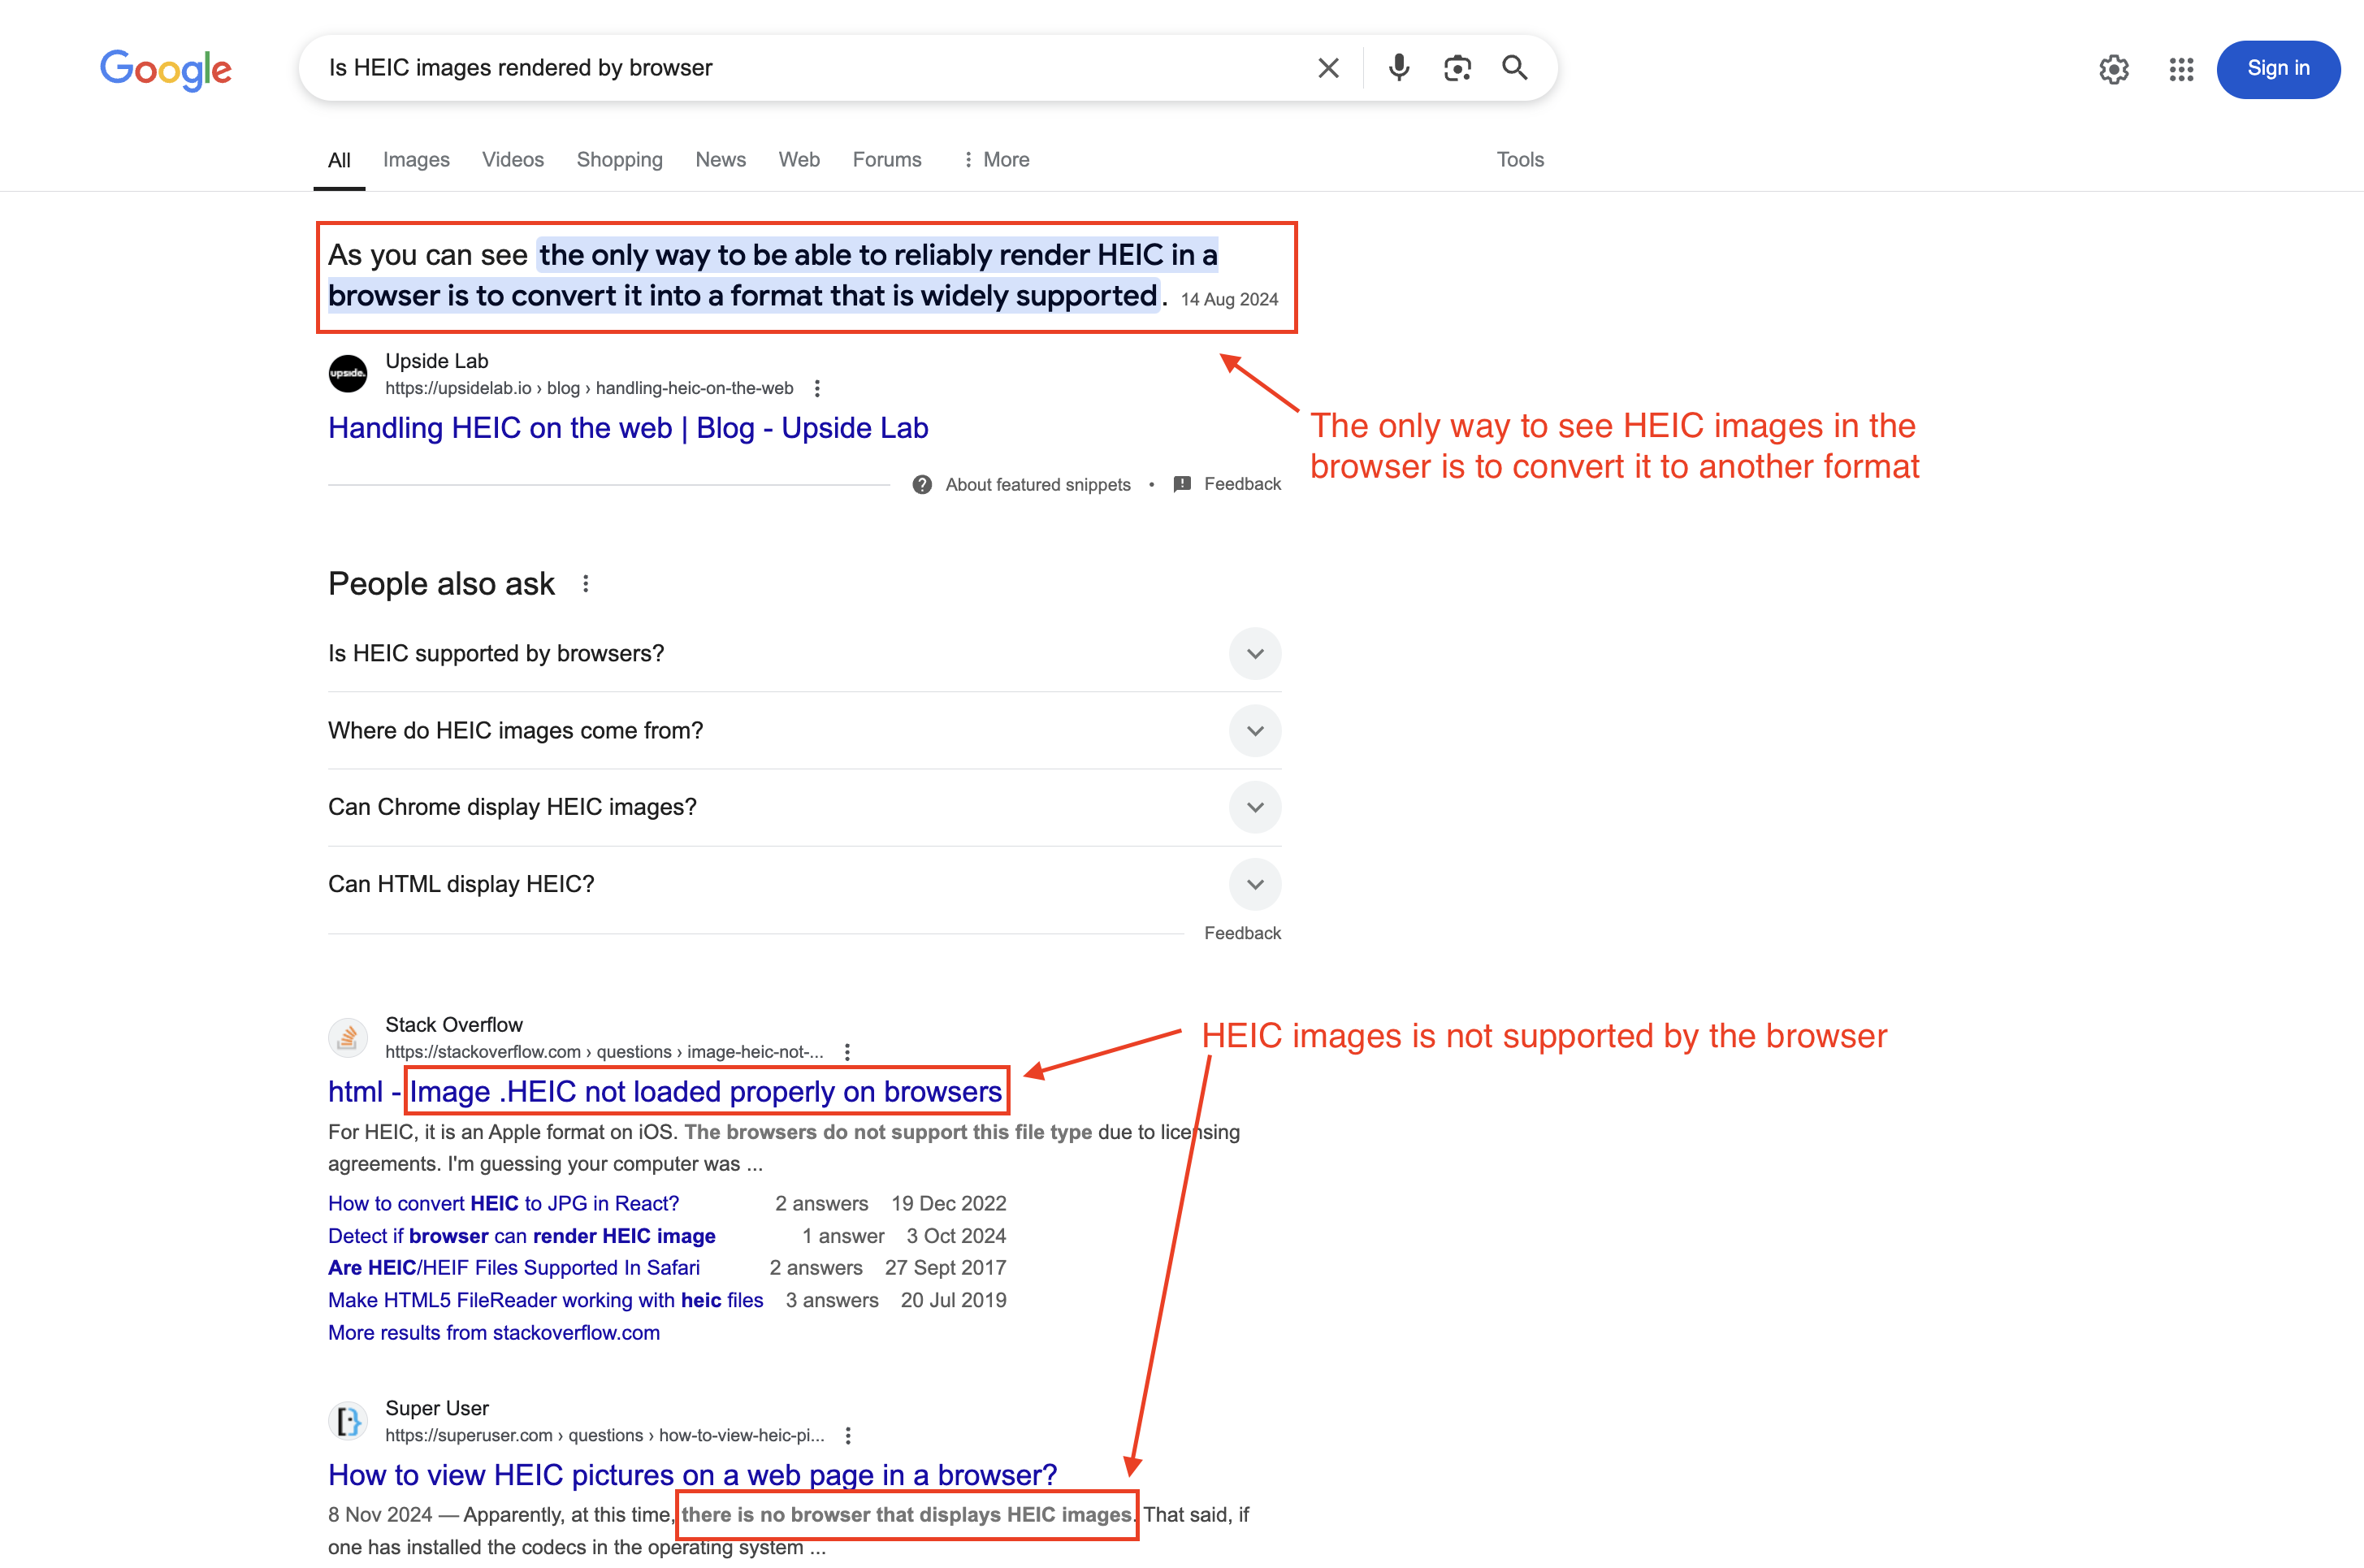 Google
Is HEIC images rendered by browser
Sign in
All Images Videos Shopping News Web Forums More Tools
As you can see the only way to be able to reliably render HEIC in a
browser is to convert it into a format that is widely supported. 14 Aug 2024
upside.
Upside Lab
https://upsidelab.io › blog › handling-heic-on-the-web
Handling HEIC on the web | Blog - Upside Lab
The only way to see HEIC images in the
browser is to convert it to another format
About featured snippets • Feedback
People also ask
Is HEIC supported by browsers?
Where do HEIC images come from?
Can Chrome display HEIC images?
Can HTML display HEIC?
Feedback
Stack Overflow
https://stackoverflow.com › questions › image-heic-not-...
HEIC images is not supported by the browser
html - Image .HEIC not loaded properly on browsers
For HEIC, it is an Apple format on iOS. The browsers do not support this file type due to licensing
agreements. I'm guessing your computer was ...
How to convert HEIC to JPG in React? 2 answers 19 Dec 2022
Detect if browser can render HEIC image 1 answer 3 Oct 2024
Are HEIC/HEIF Files Supported In Safari 2 answers 27 Sept 2017
Make HTML5 FileReader working with heic files 3 answers 20 Jul 2019
More results from stackoverflow.com
Super User
https://superuser.com › questions › how-to-view-heic-pi...
How to view HEIC pictures on a web page in a browser?
8 Nov 2024 — Apparently, at this time, there is no browser that displays HEIC images. That said, if
one has installed the codecs in the operating system ...